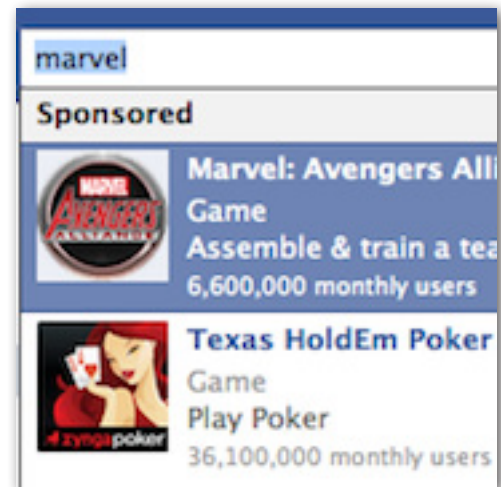 marvel
Sponsored
MARVEL
AVENGERS
ALLIANCE
Marvel: Avengers Alli
Game
Assemble & train a tea
6,600,000 monthly users
zyngapoker
Texas HoldEm Poker
Game
Play Poker
36,100,000 monthly users